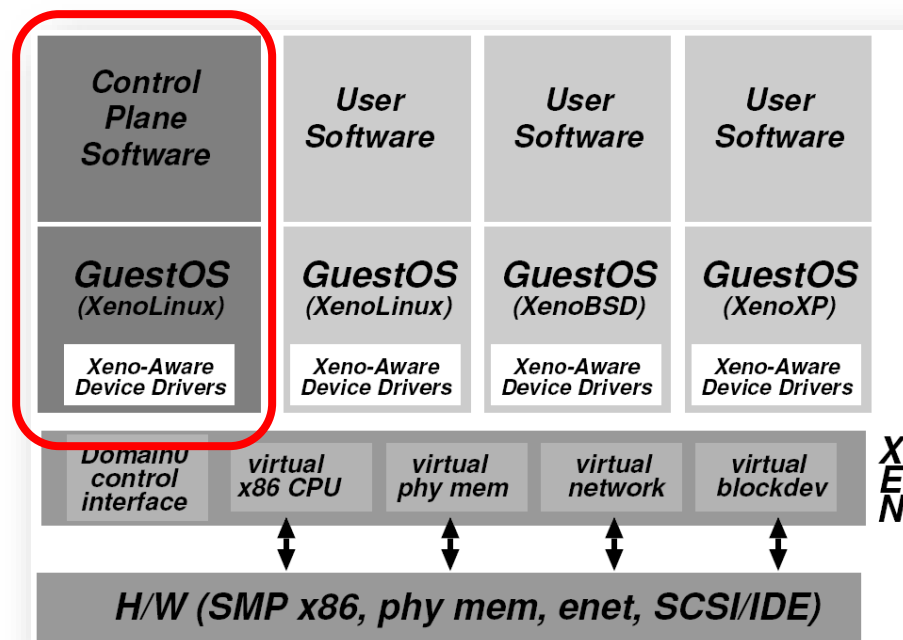 Control
Plane
Software
User
Software
User
Software
User
Software
GuestOS
(XenoLinux)
GuestOS
(XenoLinux)
GuestOS
(XenoBSD)
GuestOS
(XenoXP)
Xeno-Aware
Device Drivers
Xeno-Aware
Device Drivers
Xeno-Aware
Device Drivers
Xeno-Aware
Device Drivers
Domain0
control
interface
virtual
x86 CPU
virtual
phy mem
virtual
network
virtual
blockdev
X
E
N
H/W (SMP x86, phy mem, enet, SCSI/IDE)